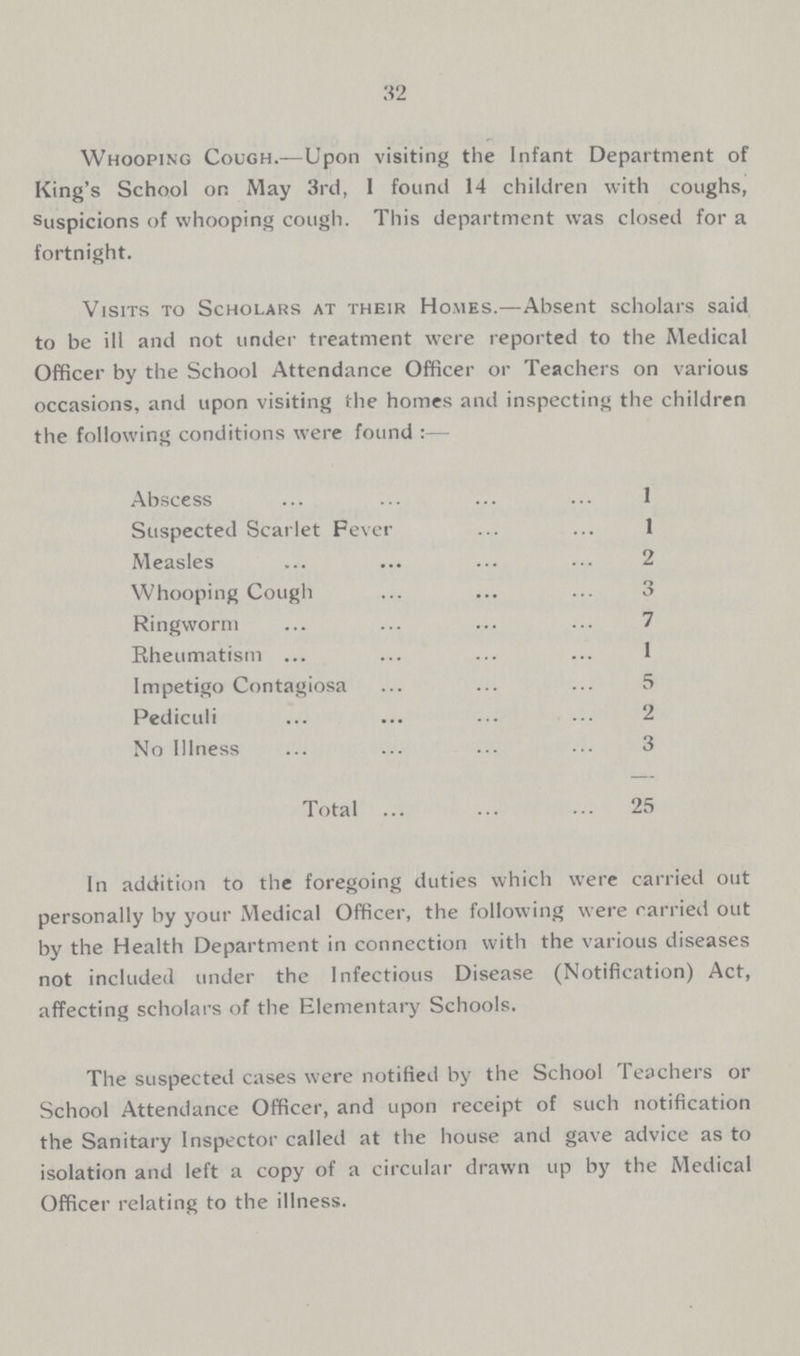 32
Whooping Cough.—Upon visiting the Infant Department of
King's School on May 3rd, I found 14 children with coughs,
suspicions of whooping cough. This department was closed for a
fortnight.
Visits to Scholars at their Homes.—Absent scholars said
to be ill and not under treatment were reported to the Medical
Officer by the School Attendance Officer or Teachers on various
occasions, and upon visiting the homes and inspecting the children
the following conditions were found :—
Abscess ... ... ... ... 1
Suspected Scarlet Fever ... ... 1
Measles ... ... ... ... 2
Whooping Cough ... ... ... 3
Ringworm ... ... ... ... 7
Rheumatism ... ... ... ... 1
Impetigo Contagiosa ... ... ... 5
Pediculi ... ... ... ... 2
No Illness ... ... ... ... 3
—
Total ... ... ... 25
In addition to the foregoing duties which were carried out
personally by your Medical Officer, the following were carried out
by the Health Department in connection with the various diseases
not included under the Infectious Disease (Notification) Act,
affecting scholars of the Elementary Schools.
The suspected cases were notified by the School Teachers or
School Attendance Officer, and upon receipt of such notification
the Sanitary Inspector called at the house and gave advice as to
isolation and left a copy of a circular drawn up by the Medical
Officer relating to the illness.